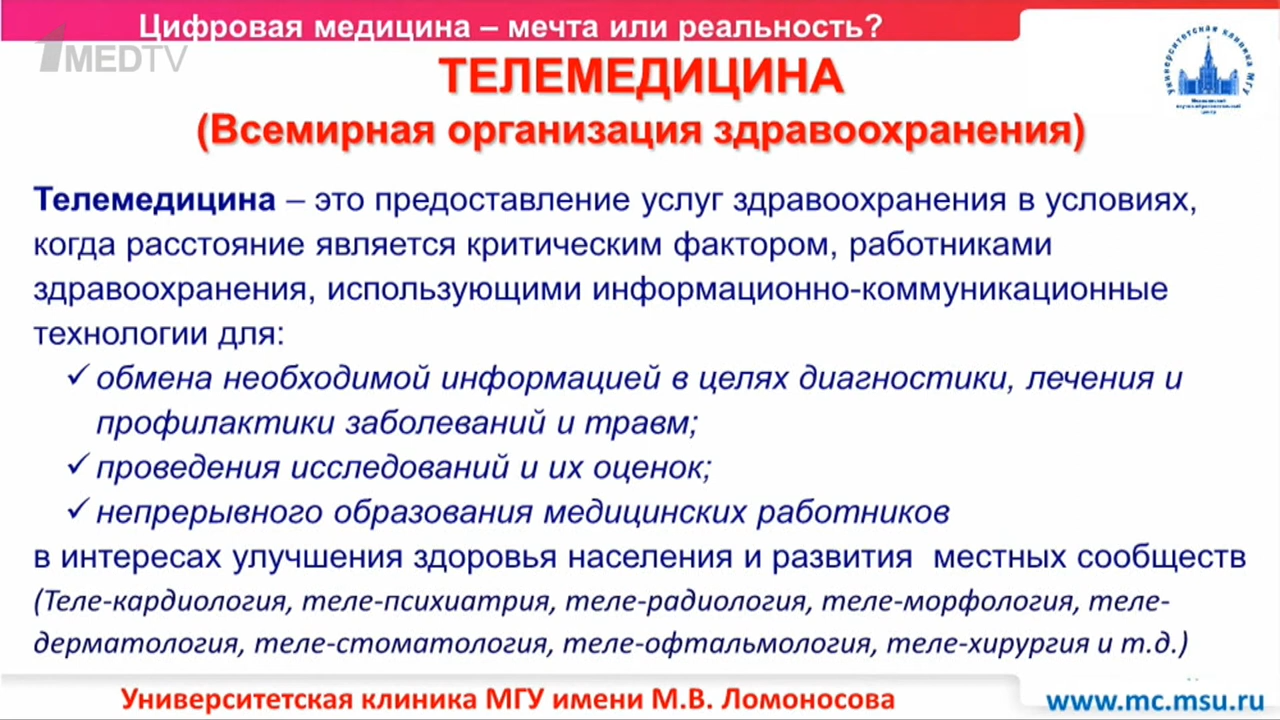 Цифровая медицина – мечта или реальность?
1MEDTV
ТЕЛЕМЕДИЦИНА
(Всемирная организация здравоохранения)
Университетская клиника МГУ
Телемедицина – это предоставление услуг здравоохранения в условиях,
когда расстояние является критическим фактором, работниками
здравоохранения, использующими информационно-коммуникационные
технологии для:
✓ обмена необходимой информацией в целях диагностики, лечения и
профилактики заболеваний и травм;
✓ проведения исследований и их оценок;
✓ непрерывного образования медицинских работников
в интересах улучшения здоровья населения и развития местных сообществ
(Теле-кардиология, теле-психиатрия, теле-радиология, теле-морфология, теле-
дерматология, теле-стоматология, теле-офтальмология, теле-хирургия и т.д.)
Университетская клиника МГУ имени М.В. Ломоносова
www.mc.msu.ru